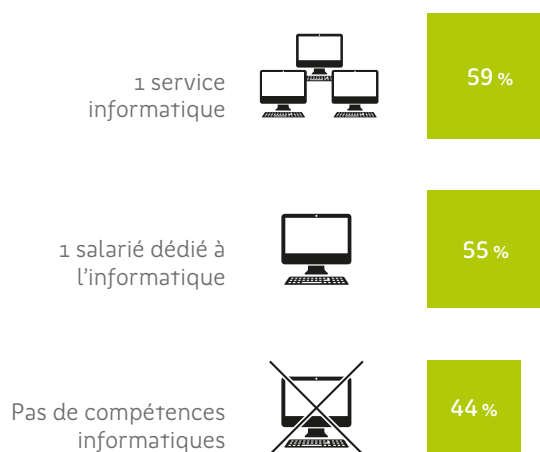 1 service
informatique
59 %
1 salarié dédié à
l'informatique
55 %
Pas de compétences
informatiques
44 %